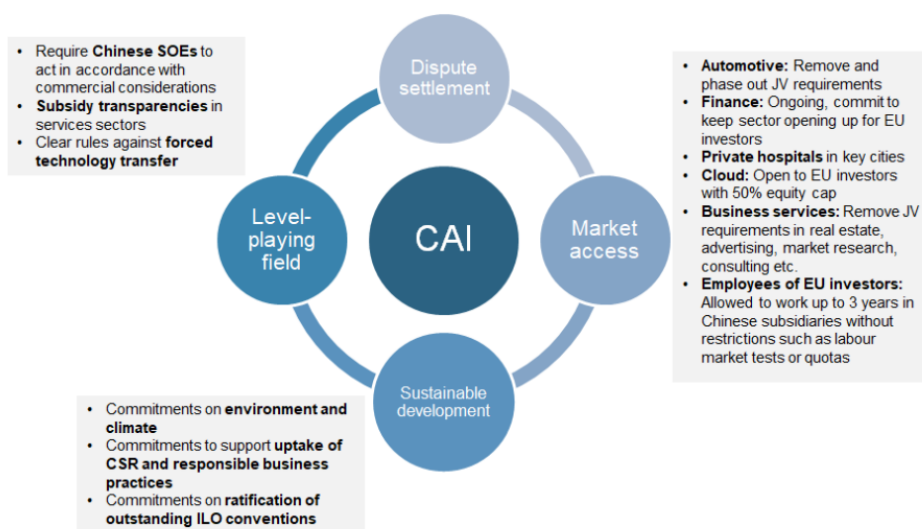 Dispute
settlement
• Require Chinese SOEs to
act in accordance with
commercial considerations
• Subsidy transparencies in
services sectors
• Clear rules against forced
technology transfer
Level-
playing
field
CAI
Market
access
• Automotive: Remove and
phase out JV requirements
• Finance: Ongoing, commit to
keep sector opening up for EU
investors
• Private hospitals in key cities
• Cloud: Open to EU investors
with 50% equity cap
• Business services: Remove JV
requirements in real estate,
advertising, market research,
consulting etc.
• Employees of EU investors:
Allowed to work up to 3 years in
Chinese subsidiaries without
restrictions such as labour
market tests or quotas
Sustainable
development
• Commitments on environment and
climate
• Commitments to support uptake of
CSR and responsible business
practices
• Commitments on ratification of
outstanding ILO conventions